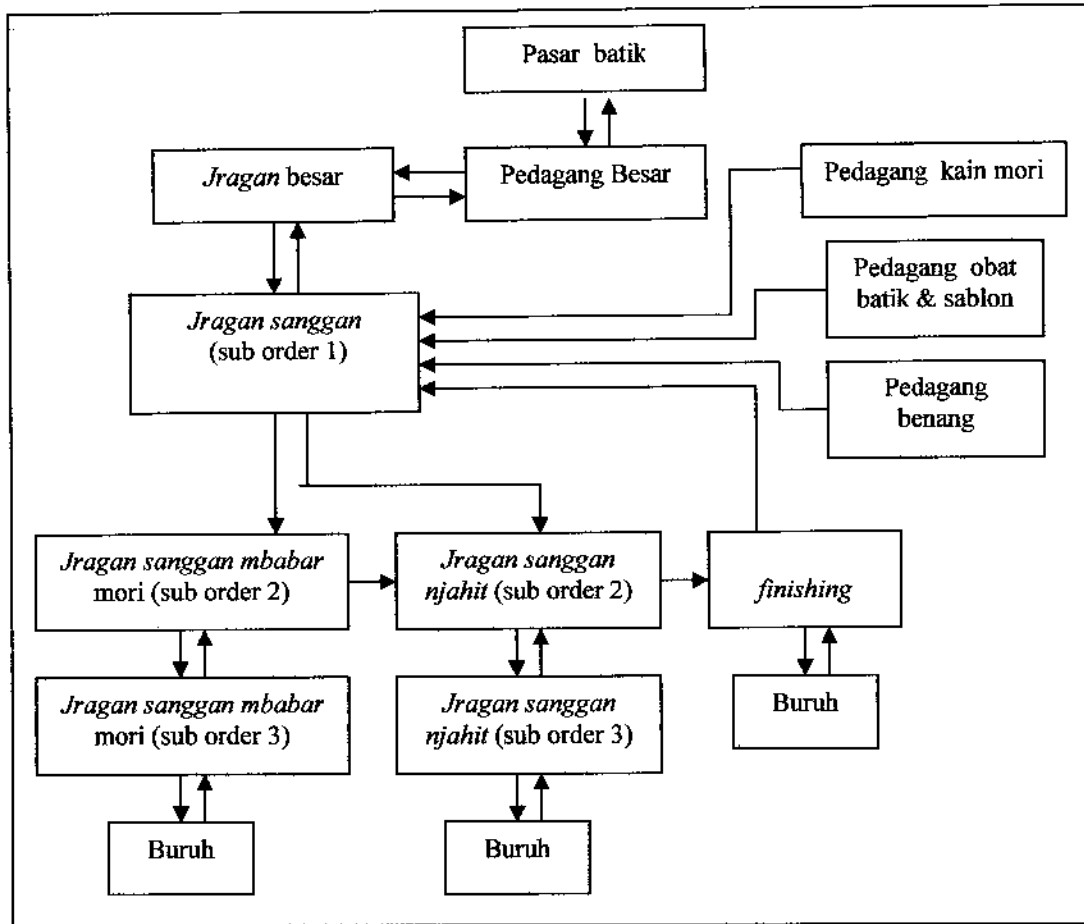 Pasar batik
Jragan besar
Pedagang Besar
Pedagang kain mori
Pedagang obat
batik & sablon
Jragan sanggan
(sub order 1)
Pedagang
benang
Jragan sanggan mbabar
mori (sub order 2)
Jragan sanggan
njahit (sub order 2)
finishing
Jragan sanggan mbabar
mori (sub order 3)
Jragan sanggan
njahit (sub order 3)
Buruh
Buruh
Buruh